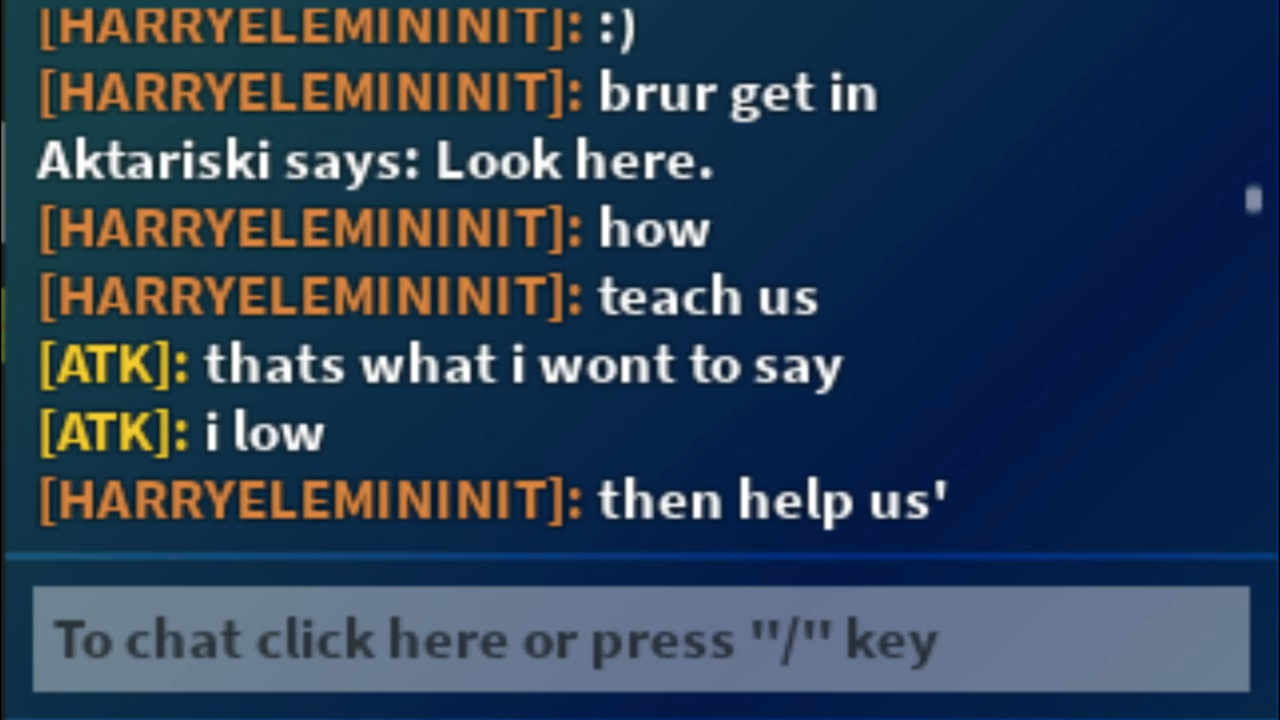 [HARRYELEMINTNIT]: :)
[HARRYELEMININIT]: brur get in
Aktariski says: Look here.
[HARRYELEMININIT]: how
[HARRYELEMININIT]: teach us
[ATK]: thats what i wont to say
[ATK]: i low
[HARRYELEMININIT]: then help us'
To chat click here or press "/" key